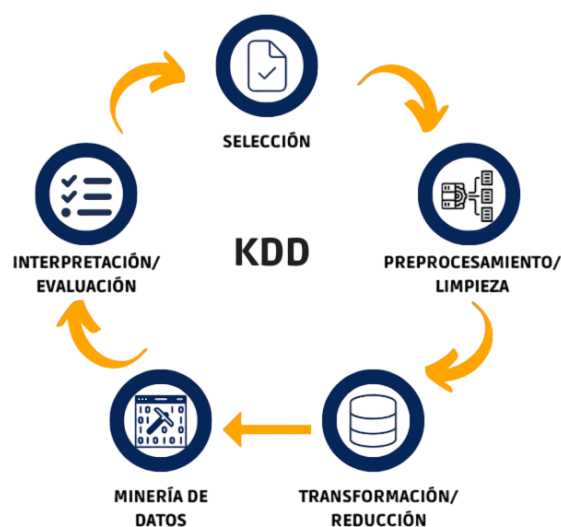 SELECCIÓN
PREPROCESAMIENTO/
LIMPIEZA
TRANSFORMACIÓN/
REDUCCIÓN
MINERÍA DE
DATOS
INTERPRETACIÓN/
EVALUACIÓN
KDD